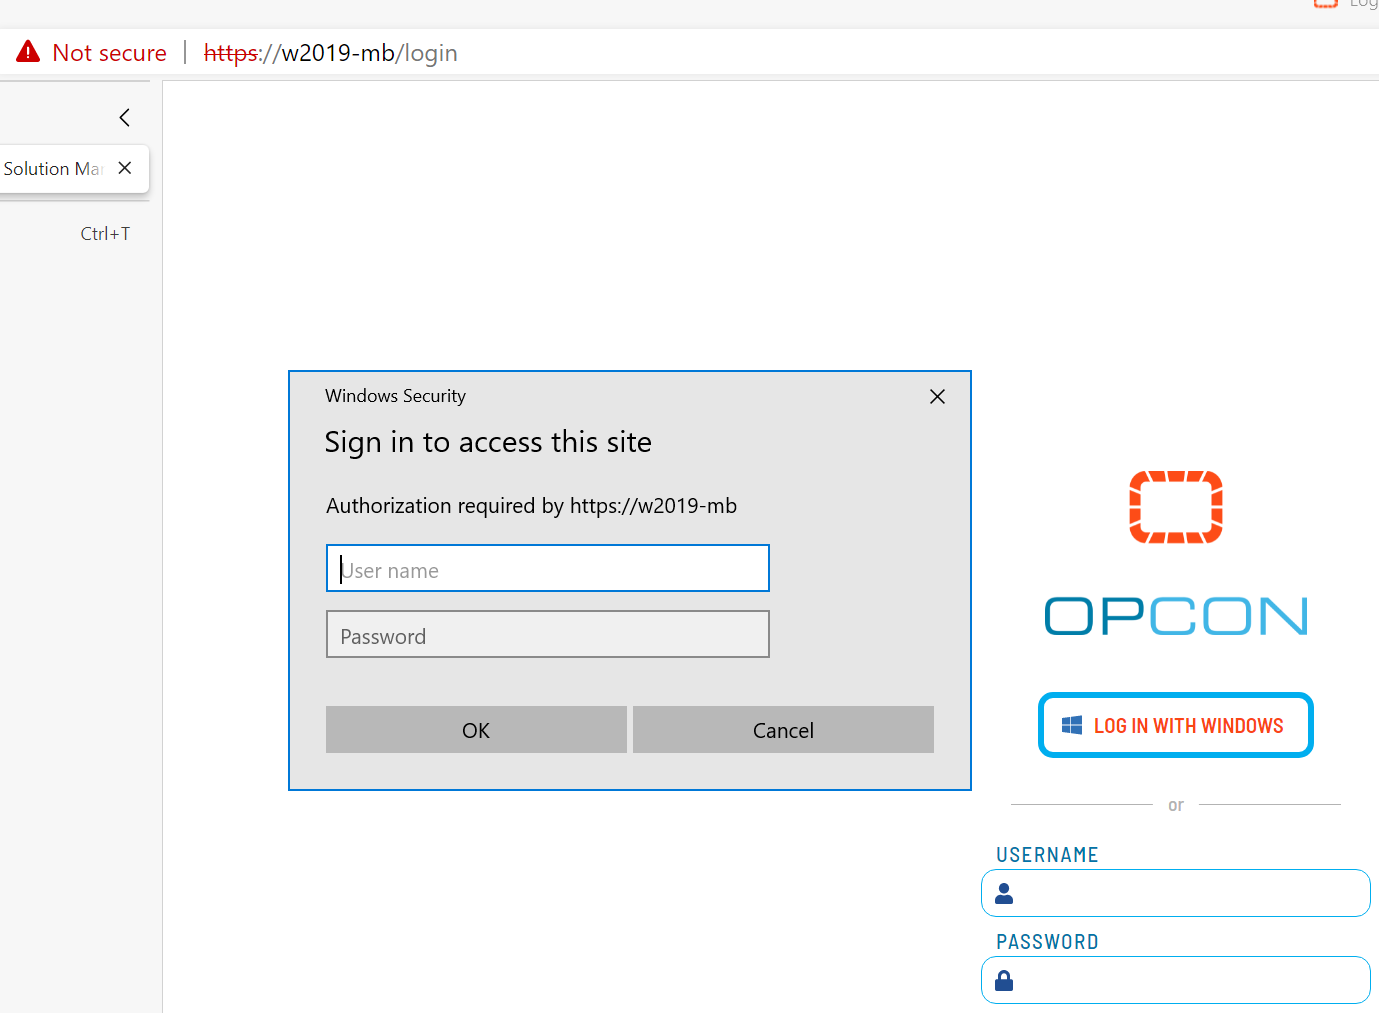 Not secure | https://w2019-mb/login
Solution Ma
Ctrl+T
Windows Security
Sign in to access this site
Authorization required by https://w2019-mb
User name
Password
OK
Cancel
OPCON
LOG IN WITH WINDOWS
or
USERNAME
PASSWORD